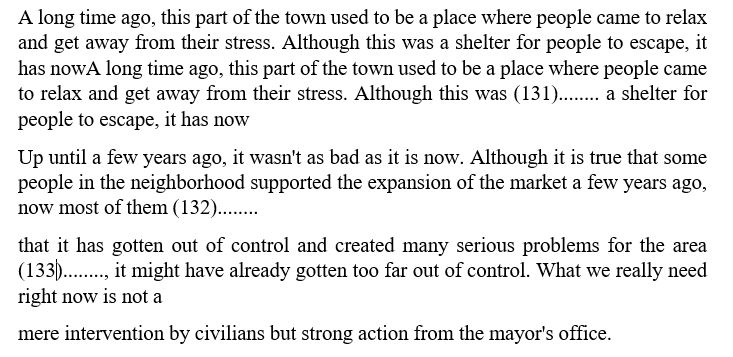 A long time ago, this part of the town used to be a place where people came to relax
and get away from their stress. Although this was a shelter for people to escape, it
has nowA long time ago, this part of the town used to be a place where people came
to relax and get away from their stress. Although this was (131)........ a shelter for
people to escape, it has now
Up until a few years ago, it wasn't as bad as it is now. Although it is true that some
people in the neighborhood supported the expansion of the market a few years ago,
now most of them (132)........
that it has gotten out of control and created many serious problems for the area
(133)........, it might have already gotten too far out of control. What we really need
right now is not a
mere intervention by civilians but strong action from the mayor's office.